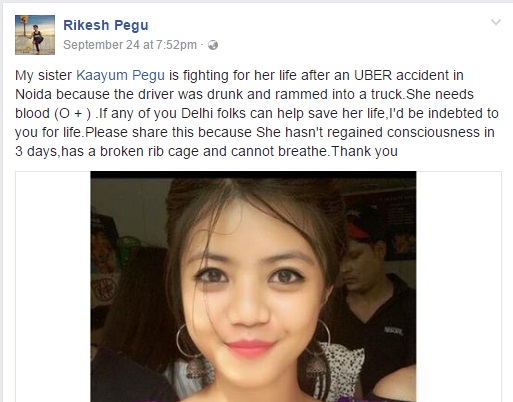 Rikesh Pegu
September 24 at 7:52pm ·
My sister Kaayum Pegu is fighting for her life after an UBER accident in
Noida because the driver was drunk and rammed into a truck.She needs
blood (O + ) .If any of you Delhi folks can help save her life,I'd be indebted to
you for life.Please share this because She hasn't regained consciousness in
3 days,has a broken rib cage and cannot breathe.Thank you